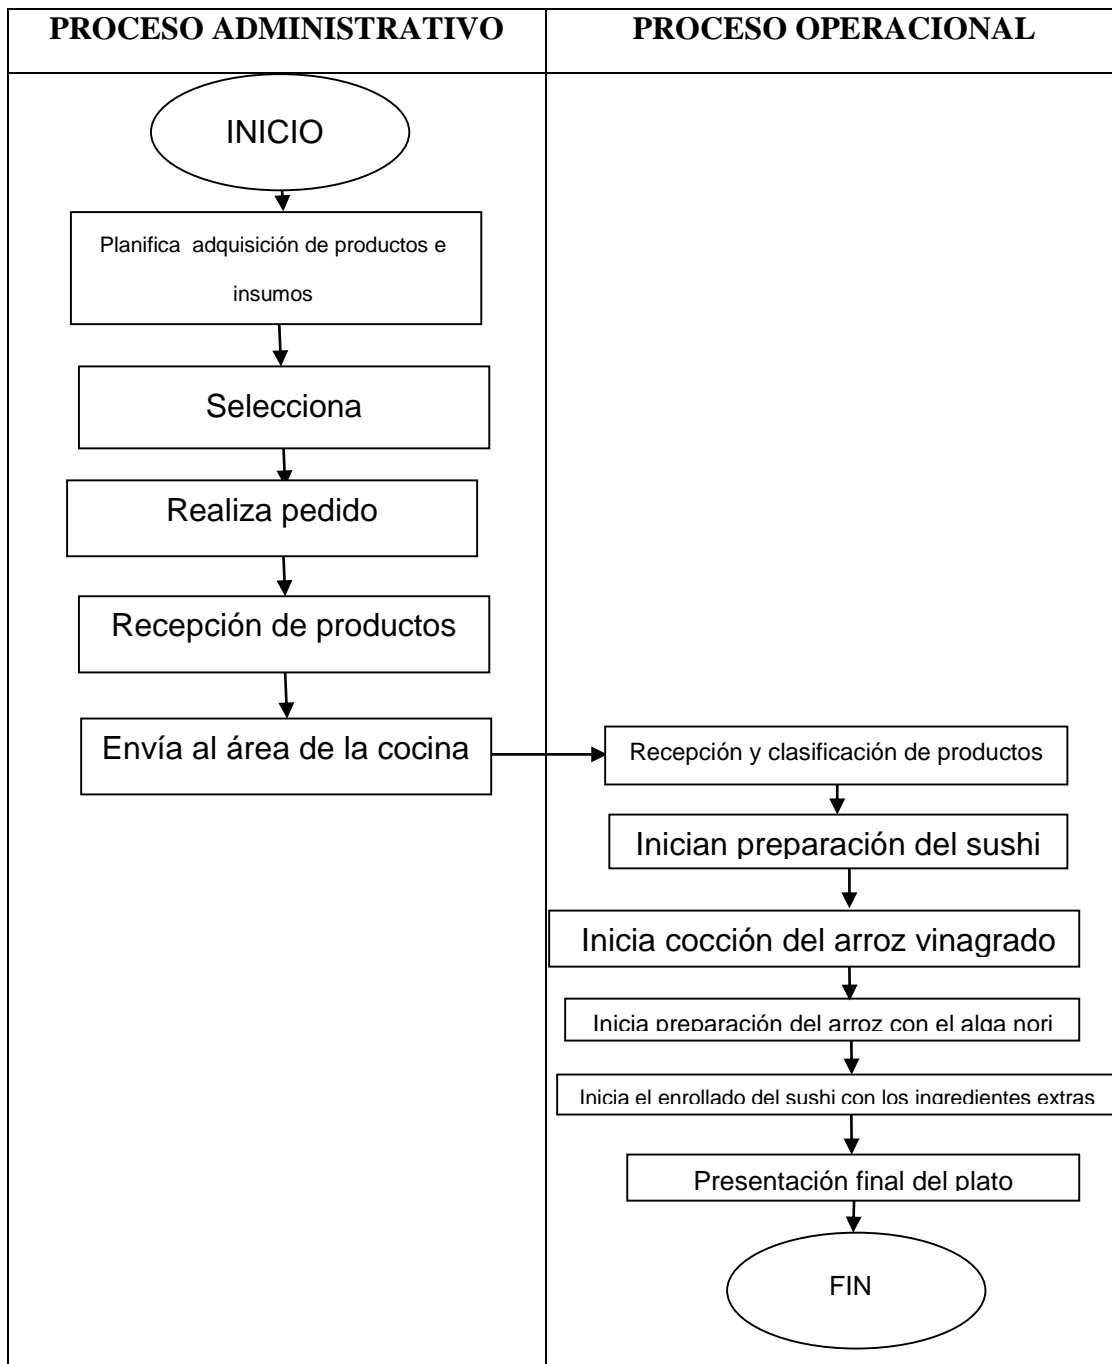 PROCESO ADMINISTRATIVO
PROCESO OPERACIONAL
INICIO
Planifica adquisición de productos e
insumos
Selecciona
Realiza pedido
Recepción de productos
Envía al área de la cocina
Recepción y clasificación de productos
Inician preparación del sushi
Inicia cocción del arroz vinagrado
Inicia preparación del arroz con el alga nori
Inicia el enrollado del sushi con los ingredientes extras
Presentación final del plato
FIN